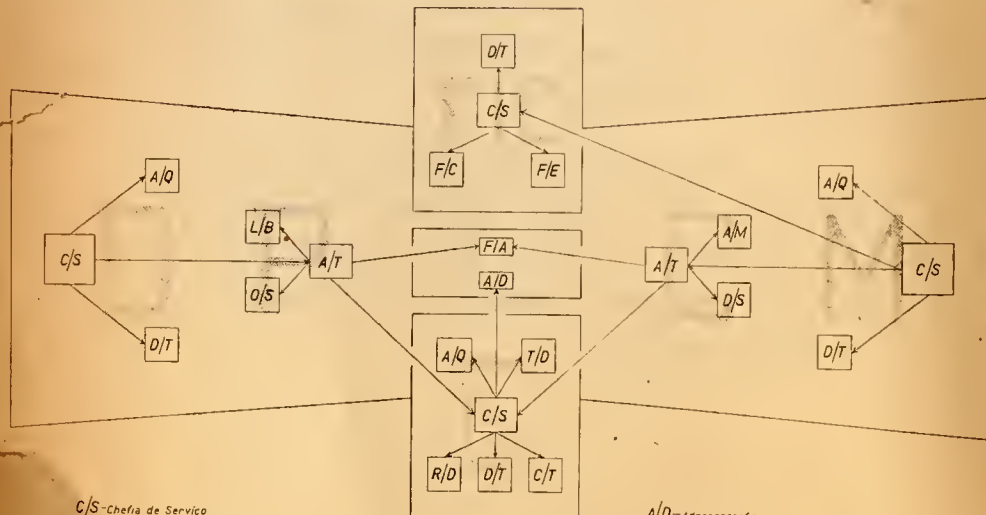 D/T
C/S
F/C F/E
A/Q
C/S
D/T
L/B
A/T
O/S
F/A
A/D
A/M
A/T
D/S
A/Q
C/S
D/T
A/Q T/D
C/S
R/D D/T C/T
C/S-Chefia de Serviço
A/D-